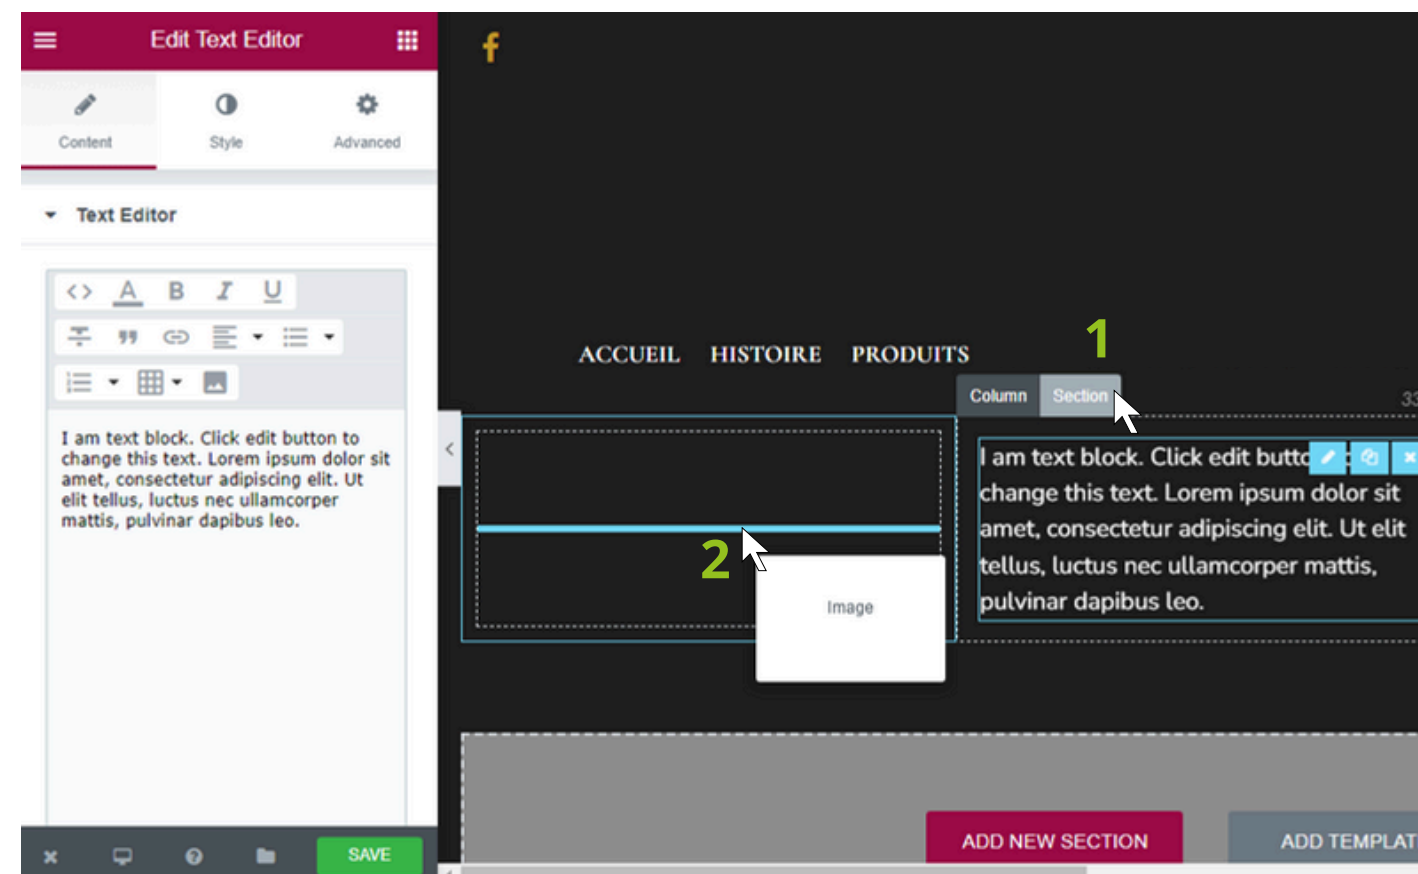 Edit Text Editor
Content
Style
Advanced
Text Editor
A B I U
I am text block. Click edit button to
change this text. Lorem ipsum dolor sit
amet, consectetur adipiscing elit. Ut
elit tellus, luctus nec ullamcorper
mattis, pulvinar dapibus leo.
SAVE
f
ACCUEIL HISTOIRE PRODUITS
1
Column Section
33
I am text block. Click edit butto
change this text. Lorem ipsum dolor sit
amet, consectetur adipiscing elit. Ut elit
tellus, luctus nec ullamcorper mattis,
pulvinar dapibus leo.
2
Image
ADD NEW SECTION
ADD TEMPLAT